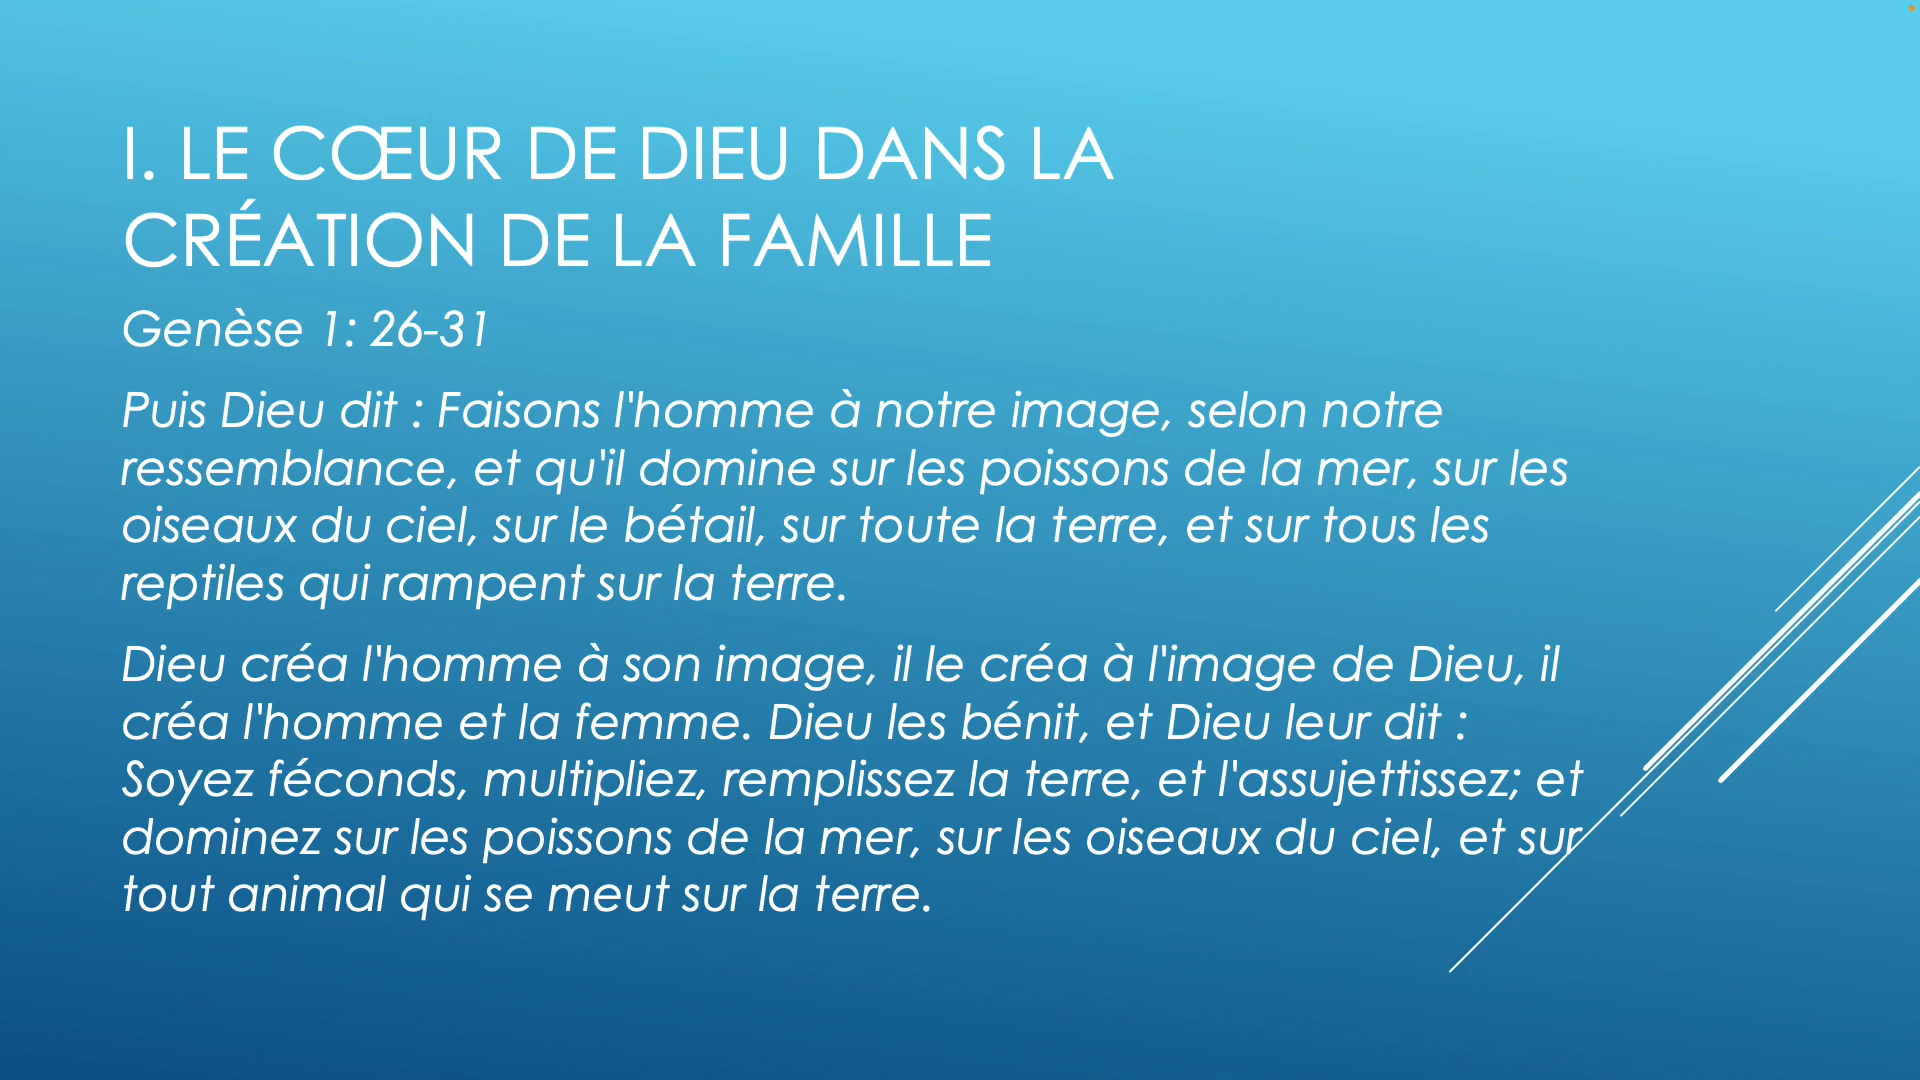 I. LE CŒUR DE DIEU DANS LA
CRÉATION DE LA FAMILLE
Genèse 1: 26-31
Puis Dieu dit : Faisons l'homme à notre image, selon notre
ressemblance, et qu'il domine sur les poissons de la mer, sur les
oiseaux du ciel, sur le bétail, sur toute la terre, et sur tous les
reptiles qui rampent sur la terre.
Dieu créa l'homme à son image, il le créa à l'image de Dieu, il
créa l'homme et la femme. Dieu les bénit, et Dieu leur dit :
Soyez féconds, multipliez, remplissez la terre, et l'assujettissez; et
dominez sur les poissons de la mer, sur les oiseaux du ciel, et sur
tout animal qui se meut sur la terre.